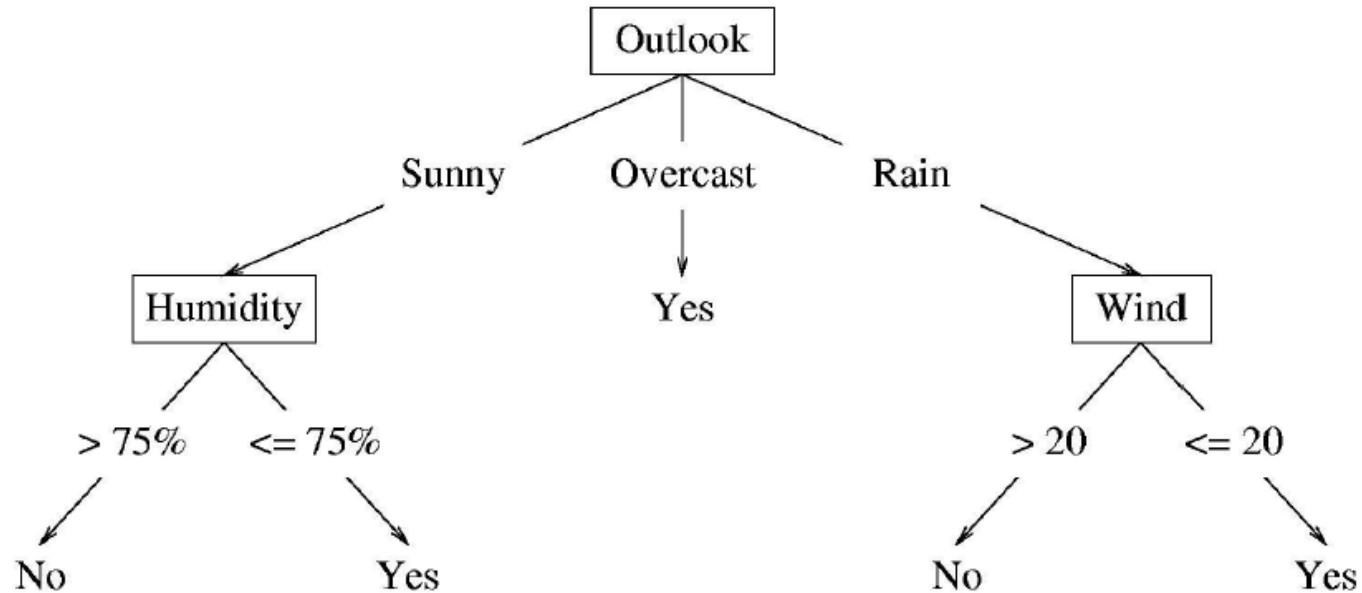 Outlook
Sunny Overcast Rain
Humidity Yes Wind
> 75% <= 75% > 20 <= 20
No Yes No Yes